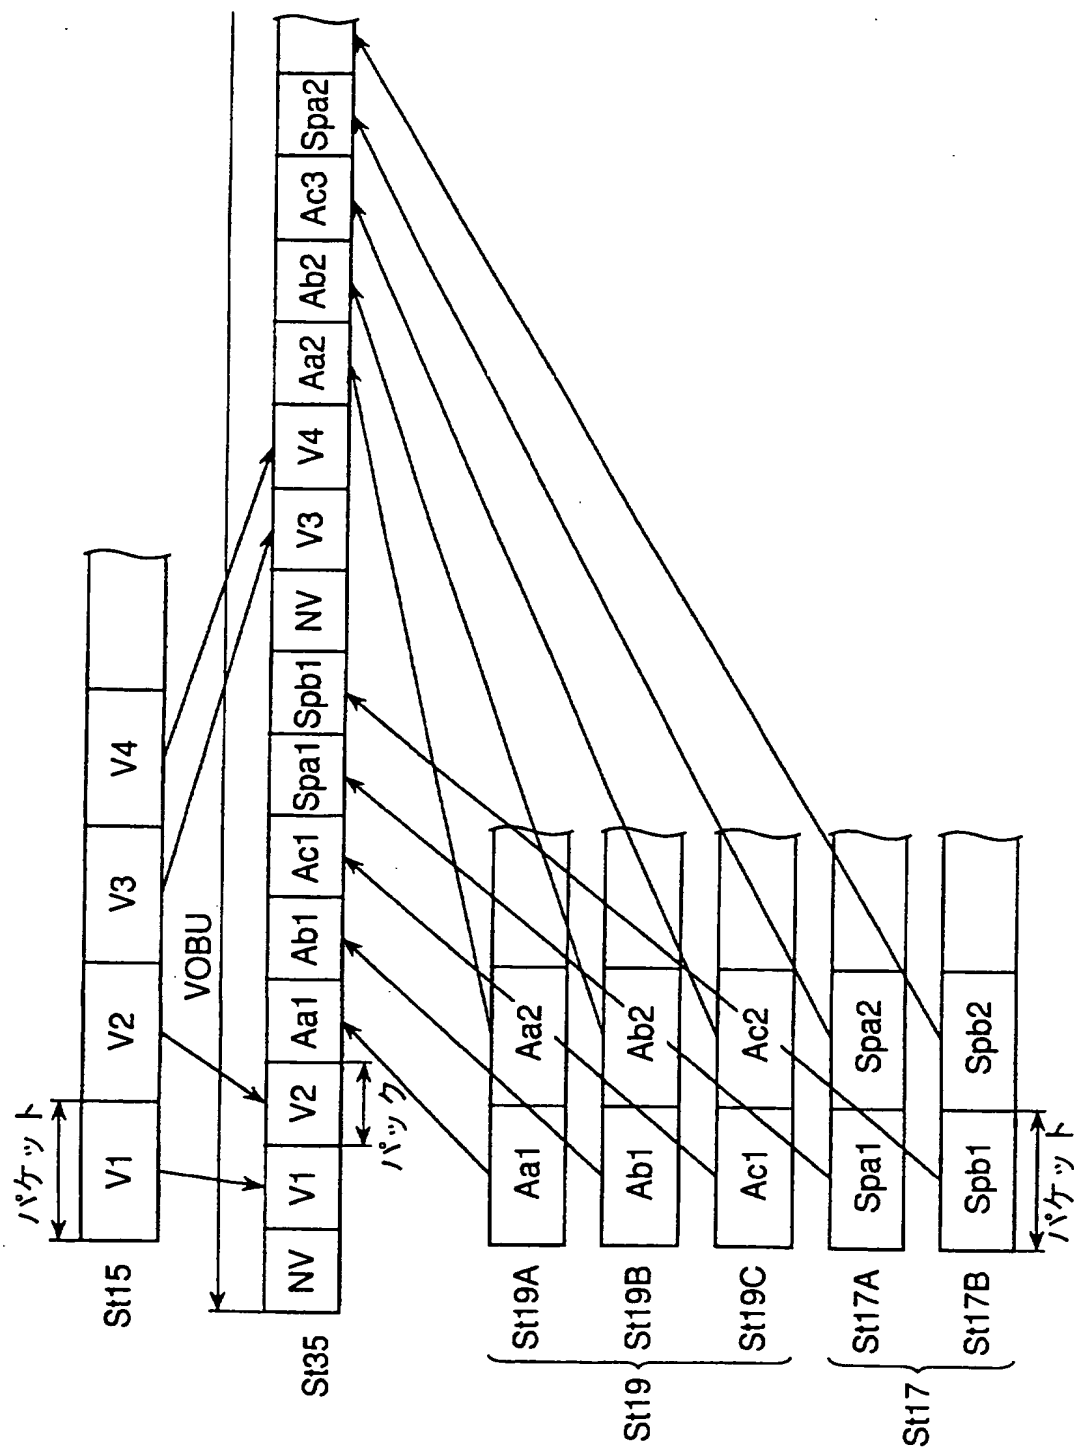 パケット
St15
V1
V2
V3
V4
VOBU
St35
NV
V1
V2
Aa1
Ab1
Ac1
Spa1
Spb1
NV
V3
V4
Aa2
Ab2
Ac3
Spa2
パック
St19
St19A
Aa1
Aa2
St19B
Ab1
Ab2
St19C
Ac1
Ac2
St17
St17A
Spa1
Spa2
St17B
Spb1
Spb2
パケット